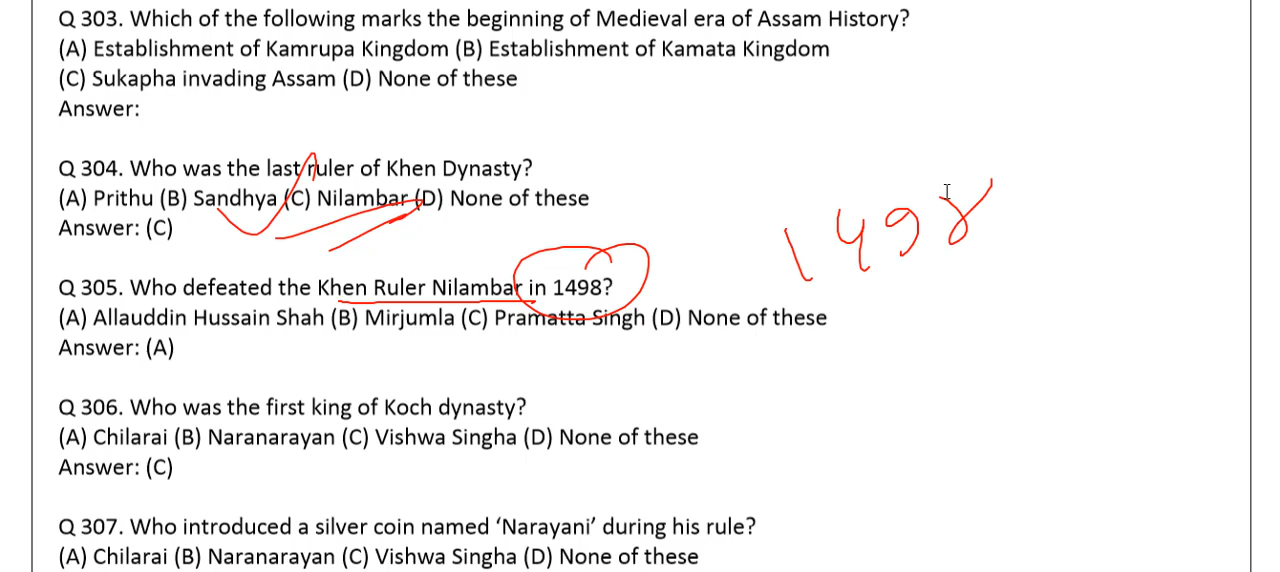 Q 303. Which of the following marks the beginning of Medieval era of Assam History?
(A) Establishment of Kamrupa Kingdom (B) Establishment of Kamata Kingdom
(C) Sukapha invading Assam (D) None of these
Answer:
Q 304. Who was the last ruler of Khen Dynasty?
(A) Prithu (B) Sandhya (C) Nilambar (D) None of these
Answer: (C)
1498
Q 305. Who defeated the Khen Ruler Nilambar in 1498?
(A) Allauddin Hussain Shah (B) Mirjumla (C) Pramatta Singh (D) None of these
Answer: (A)
Q 306. Who was the first king of Koch dynasty?
(A) Chilarai (B) Naranarayan (C) Vishwa Singha (D) None of these
Answer: (C)
Q 307. Who introduced a silver coin named ‘Narayani’ during his rule?
(A) Chilarai (B) Naranarayan (C) Vishwa Singha (D) None of these